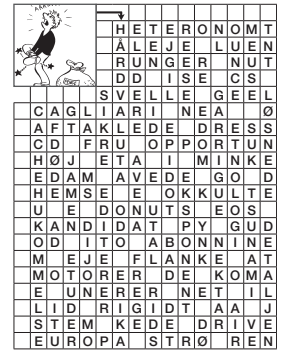 HETERONOMT
ÅLEJE LUEN
RUNGER NUT
DD ISE CS
SVELLE GEEL
CAGLIARI NEA Ø
AFTAKLEDE DRESS
CD FRU OPPORTUN
HØJ ETA I MINKE
EDAM AVEDE GO D
HEMSE E OKKULTE
U E DONUTS EOS
KANDIDAT PY GUD
OD ITO ABONNINE
M EJE FLANKE AT
MOTORER DE KOMA
E UNERER NET IL
LID RIGIDT AA J
STEM KEDE DRIVE
EUROPA STRØ REN